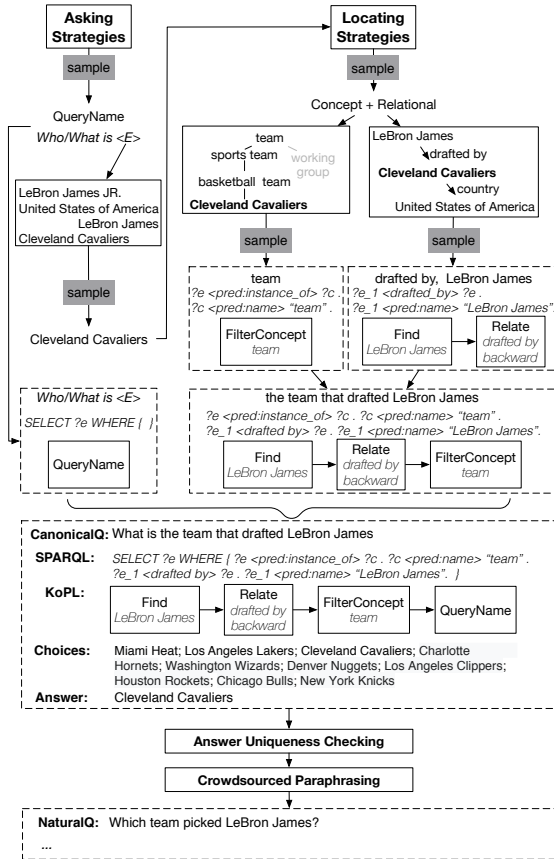 Asking
Strategies
sample
QueryName
Who/What is <E>
LeBron James JR.
United States of America
LeBron James
Cleveland Cavaliers
sample
Cleveland Cavaliers
Who/What is <E>
SELECT ?e WHERE { }
QueryName
Locating
Strategies
sample
Concept + Relational
team
sports team
working
group
basketball team
Cleveland Cavaliers
LeBron James
drafted by
Cleveland Cavaliers
country
United States of America
sample
sample
team
?e <pred:instance_of> ?c .
?c <pred:name> “team” .
FilterConcept
team
drafted by, LeBron James
?e_1 <drafted_by> ?e .
?e_1 <pred:name> “LeBron James”.
Find
LeBron James
Relate
drafted by
backward
the team that drafted LeBron James
?e <pred:instance_of> ?c . ?c <pred:name> “team” .
?e_1 <drafted by> ?e . ?e_1 <pred:name> “LeBron James”.
Find
LeBron James
Relate
drafted by
backward
FilterConcept
team
CanonicalQ: What is the team that drafted LeBron James
SPARQL: SELECT ?e WHERE { ?e <pred:instance_of> ?c . ?c <pred:name> “team” .
?e_1 <drafted by> ?e . ?e_1 <pred:name> “LeBron James”. }
KoPL:
Find
LeBron James
Relate
drafted by
backward
FilterConcept
team
QueryName
Choices: Miami Heat; Los Angeles Lakers; Cleveland Cavaliers; Charlotte
Hornets; Washington Wizards; Denver Nuggets; Los Angeles Clippers;
Houston Rockets; Chicago Bulls; New York Knicks
Answer: Cleveland Cavaliers
Answer Uniqueness Checking
Crowdsourced Paraphrasing
NaturalQ: Which team picked LeBron James?
...